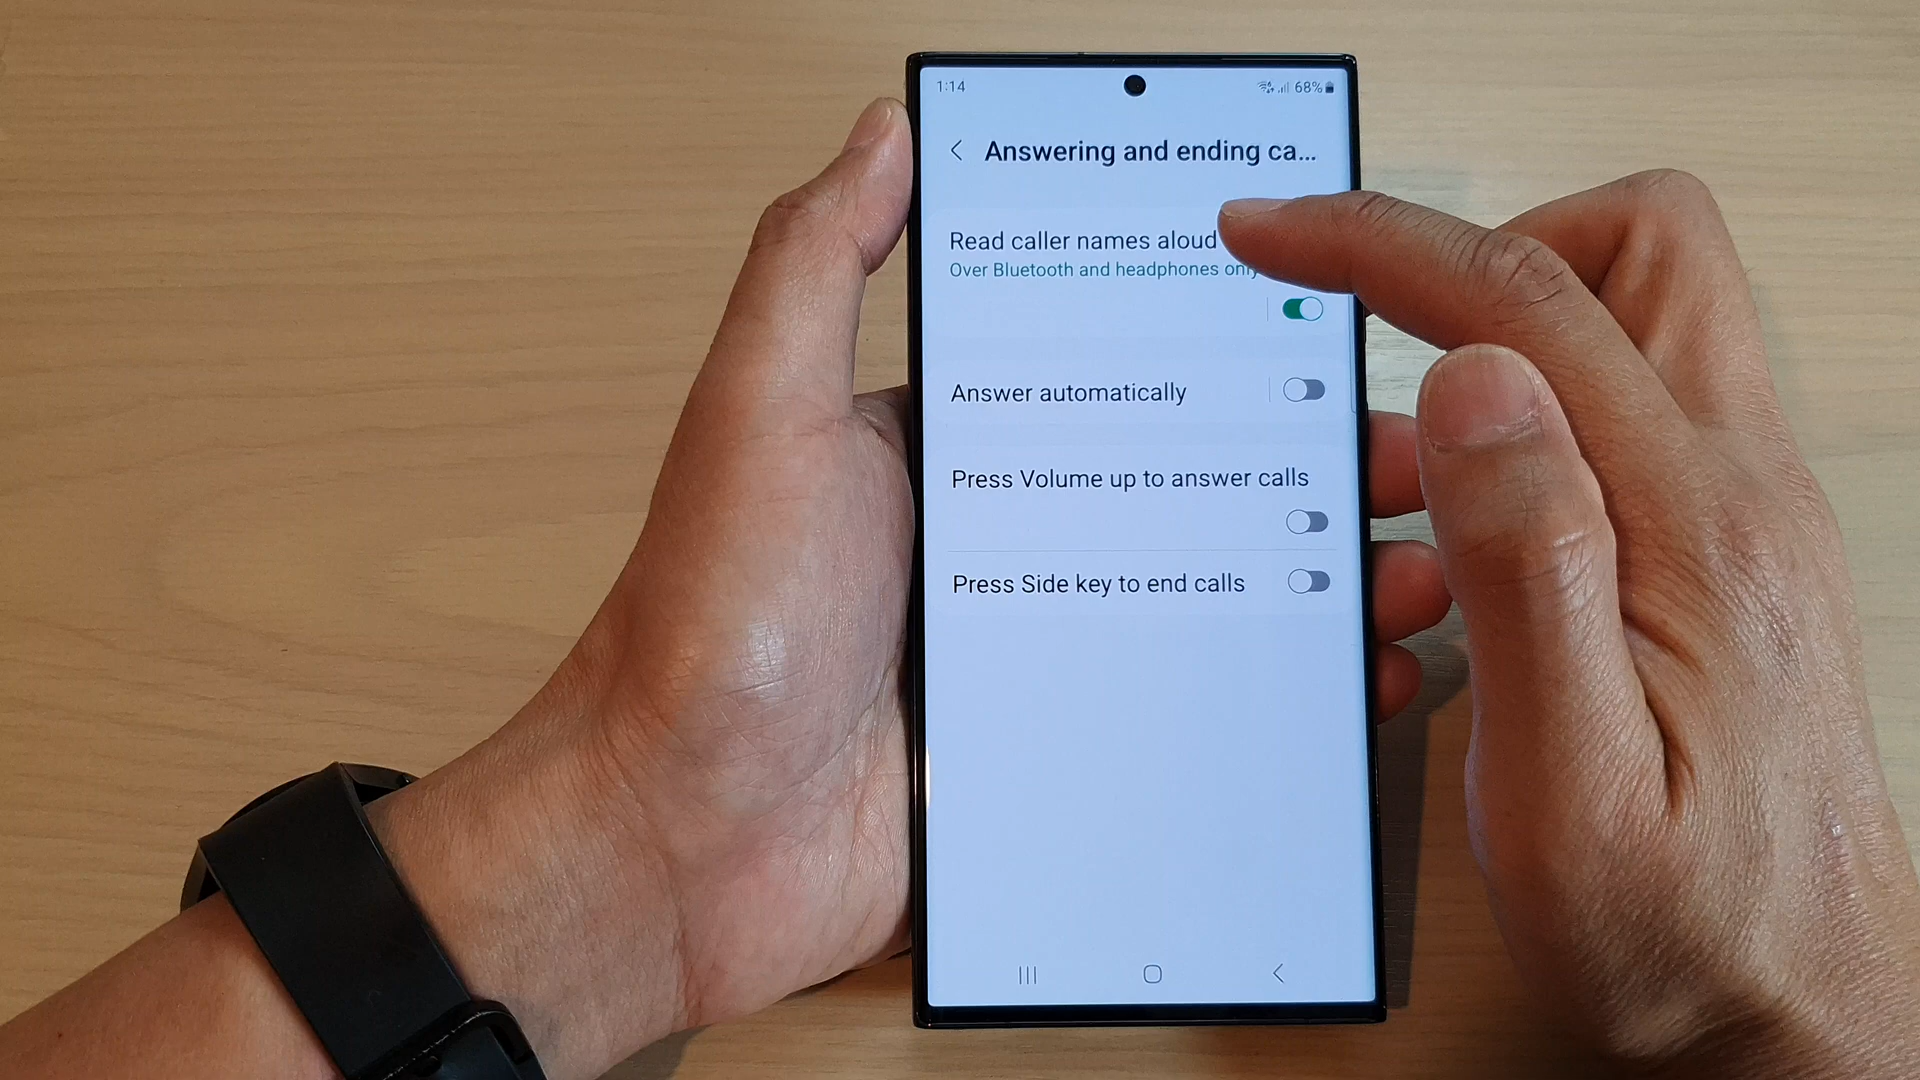 1:14 68%
Answering and ending ca...
Read caller names aloud
Over Bluetooth and headphones only
Answer automatically
Press Volume up to answer calls
Press Side key to end calls